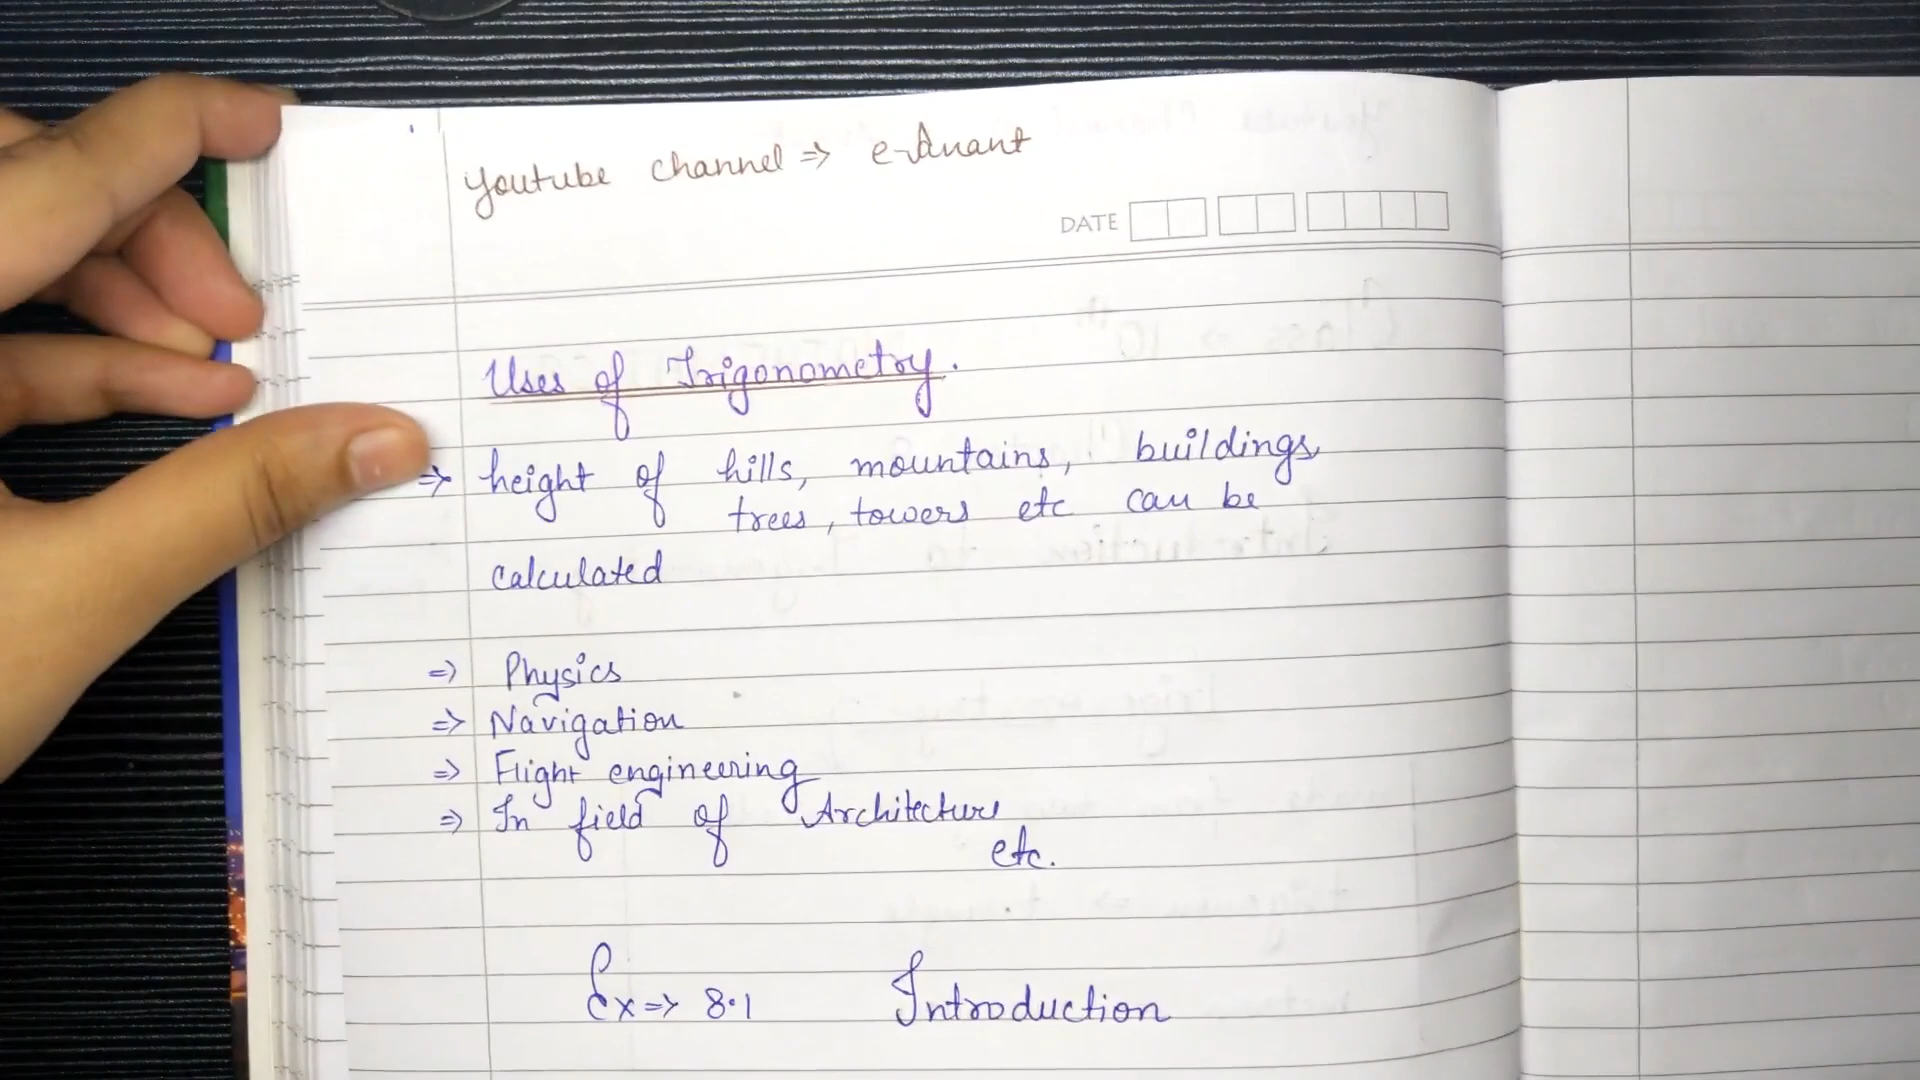 Youtube channel => e-Anant
DATE
Uses of Trigonometry.
=> height of hills, mountains, buildings
trees, towers etc can be
calculated
=> Physics
=> Navigation
=> Flight engineering
=> In field of Architecture
etc.
Ex => 8.1 Introduction